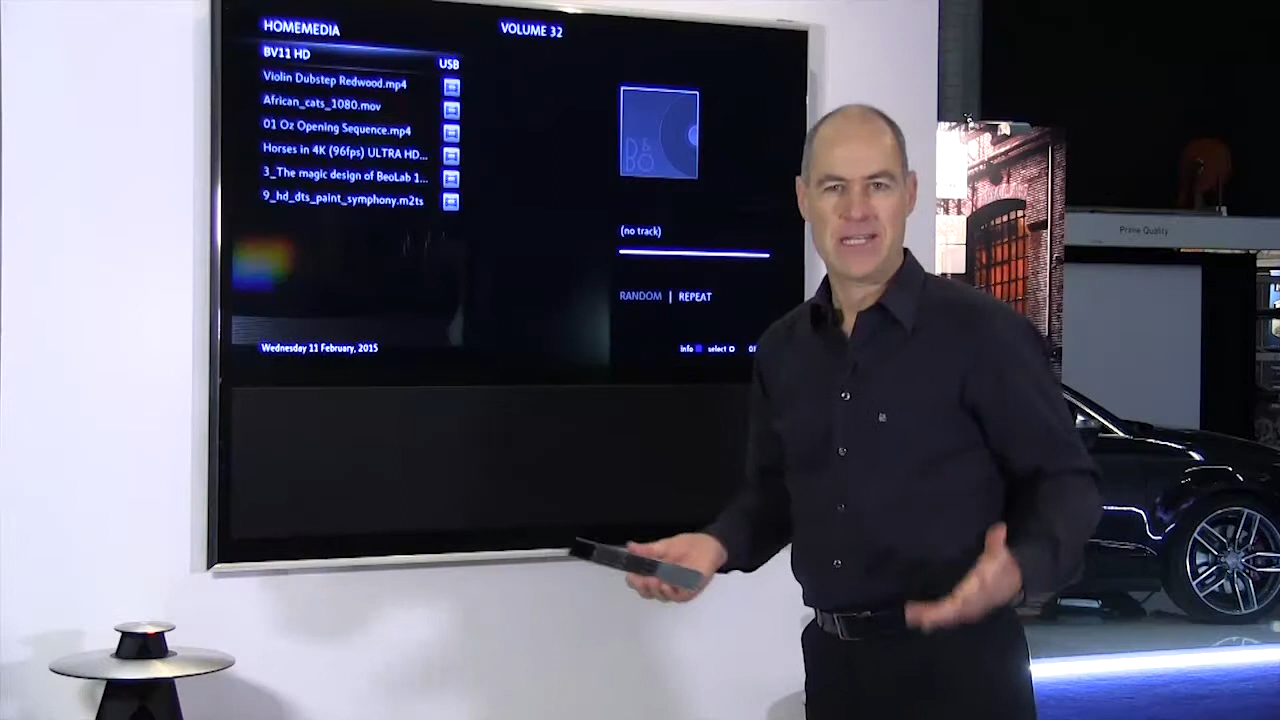 HOMEMEDIA
VOLUME 32
BV11 HD
USB
Violin Dubstep Redwood.mp4
African_cats_1080.mov
01 Oz Opening Sequence.mp4
Horses in 4K (96fps) ULTRA HD...
3_The magic design of BeoLab 1...
9_hd_dts_paint_symphony.m2ts
B&
BO
(no track)
RANDOM | REPEAT
Wednesday 11 February, 2015
info select
Prime Quality